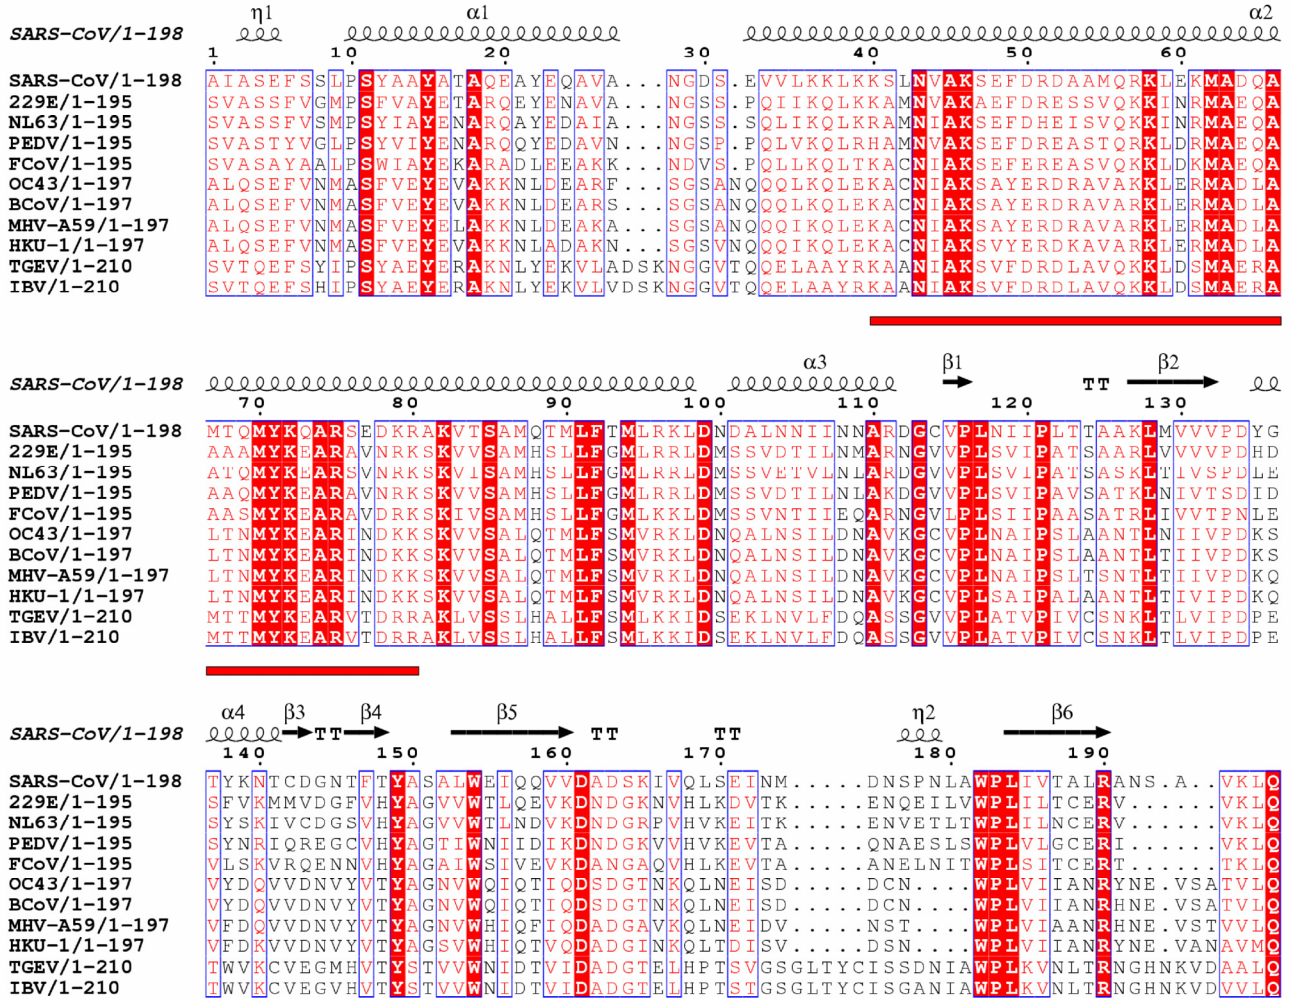 η1 α1 α2
SARS-CoV/1-198
1 10 20 30 40 50 60
SARS-CoV/1-198 AIASEFSSLPSYAAYATAQEAYEQAVA...NGDS.EVVLKKLKKSLNVAKSEFDRDAAMQRKLEKMADQA
229E/1-195 SVASSFVGMPSFVAYETARQEYENAVA...NGSS.PQIIKQLKKAMNVAKAEFDRESSVQKKINRMAEQA
NL63/1-195 SVASSFVSMPSYIAYENARQAYEDAIA...NGSS.SQLIKQLKRAMNIAKSEFDHEISVQKKINRMAEQA
PEDV/1-195 SVASTYVGLPSYVIYENARQQYEDAVN...NGSP.PQLVKQLRHAMNVAKSEFDREASTQRKLDRMAEQA
FCoV/1-195 SVASAYAALPSWIAYEKARADLEEAKK...NDVS.PQLLKQLTKACNIAKSEFEREASVQKKLDKMAEQA
OC43/1-197 ALQSEFVNMASFVEYEVAKKNLDEARF...SGSANQQQLKQLEKACNIAKSAYERDRAVAKKLERMADLA
BCoV/1-197 ALQSEFVNMASFVEYEVAKKNLDEARS...SGSANQQQLKQLEKACNIAKSAYERDRAVARKLERMADLA
MHV-A59/1-197 ALQSEFVNMASFVEYELAKKNLDEAKA...SGSANQQQIKQLEKACNIAKSAYERDRAVARKLERMADLA
HKU-1/1-197 ALQSEFVNMASFVEYEVAKKNLADAKN...SGSVNQQQIKQLEKACNIAKSVYERDKAVARKLERMADLA
TGEV/1-210 SVTQEFSYIPSYAEYERAKNLYEKVLADSKNGGVTQQELAAYRKAANIAKSVFDRDLAVQKKLDSMAERA
IBV/1-210 SVTQEFSHIPSYAEYERAKNLYEKVLVDSKNGGVTQQELAAYRKAANIAKSVFDRDLAVQKKLDSMAERA
α3 β1 β2
SARS-CoV/1-198 TT
70 80 90 100 110 120 130
SARS-CoV/1-198 MTQMYKQARSEDKRAKVTSAMQTMLFTMLRKLDNDALNNIINNARDGCVPLNIIPLTTAAKLMVVVPDYG
229E/1-195 AAAMYKEARAVNRKSKVVSAMHSLLFGMLRRLDMSSVDTILNMARNGVVPLSVIPATSAARLVVVVPDHD
NL63/1-195 ATQMYKEARSVNRKSKVISAMHSLLFGMLRRLDMSSVETVLNMARNGVVPLSVIPATSASKLTIVSPDLE
PEDV/1-195 AAQMYKEARAVNRKSKVVSAMHSLLFGMLRRLDMSSVDTILNLAKDGVVPLSVIPAVSATKLNIVTSDID
FCoV/1-195 AASMYKEARAVDRKSKIVSAMHSLLFGMLKKLDMSSVNTIIEQARNGVLPLSIIPAASATRLIVVTPNLE
OC43/1-197 LTNMYKEARINDKKSKVVSALQTMLFSMVRKLDNQALNSILDNAVKGCVPLNAIPSLAANTLTIIVPDKS
BCoV/1-197 LTNMYKEARINDKKSKVVSALQTMLFSMVRKLDNQALNSILDNAVKGCVPLNAIPSLAANTLTIIVPDKS
MHV-A59/1-197 LTNMYKEARINDKKSKVVSALQTMLFSMVRKLDNQALNSILDNAVKGCVPLNAIPSLTSNTLTIIVPDKQ
HKU-1/1-197 LTNMYKEARINDKKSKVVSALQTMLFSMVRKLDNQALNSILDNAVKGCVPLNAIPALAANTLTIVIPDKQ
TGEV/1-210 MTTMYKEARVTDRRAKLVSSLHALLFSMLKKIDSEKLNVLFDQASSGVVPLATVPIVCSNKLTLVIPDPE
IBV/1-210 MTTMYKEARVTDRRAKLVSSLHALLFSMLKKIDSEKLNVLFDQASSGVVPLATVPIVCSNKLTLVIPDPE
α4 β3 β4 β5 η2 β6
SARS-CoV/1-198 TT TT TT
140 150 160 170 180 190
SARS-CoV/1-198 TYKNTCDGNTFTYASALWEIQQVVDADSKIVQLSEINM.....DNSPNLAWPLIVTALRANS.A..VKLQ
229E/1-195 SFVKMMVDGFVHYAGVVWTLQEVKDNDGKNVHLKDVTK.....ENQEILVWPLILTCERV......VKLQ
NL63/1-195 SYSKIVCDGSVHYAGVVWTLNDVKDNDGRPVHVKEITK.....ENVETLTWPLILNCERI......VKLQ
PEDV/1-195 SYNRIQREGCVHYAGTIWNIIDIKDNDGKVVHVKEVTA.....QNAESLSWPLVLGCERI......VKLQ
FCoV/1-195 VLSKVRQENNVHYAGAIWSIVEVKDANGAQVHLKEVTA.....ANELNITWPLSITCERT......TKLQ
OC43/1-197 VYDQVVDNVYVTYAGNVWQIQTIQDSDGTNKQLNEISD.....DCN....WPLVIIANRYNE.VSATVLQ
BCoV/1-197 VYDQVVDNVYVTYAGNVWQIQTIQDSDGTNKQLNEISD.....DCN....WPLVIIANRHNE.VSATVLQ
MHV-A59/1-197 VFDQVVDNVYVTYAGNVWHIQFIQDADGAVKQLNEIDV.....NST....WPLVIAANRHNE.VSTVVLQ
HKU-1/1-197 VFDKVVDNVYVTYAGSVWHIQTVQDADGINKQLTDISV.....DSN....WPLVIIANRYNE.VANAVMQ
TGEV/1-210 TWVKCVEGMHVTYSTVVWNIDTVIDADGTELHPTSVGSGLTYCISSDNIAWPLKVNLTRNGHNKVDAALQ
IBV/1-210 TWVKCVEGVHVTYSTVVWNIDTVIDADGTELHPTSTGSGLTYCISGANIAWPLKVNLTRNGHNKVDVALQ